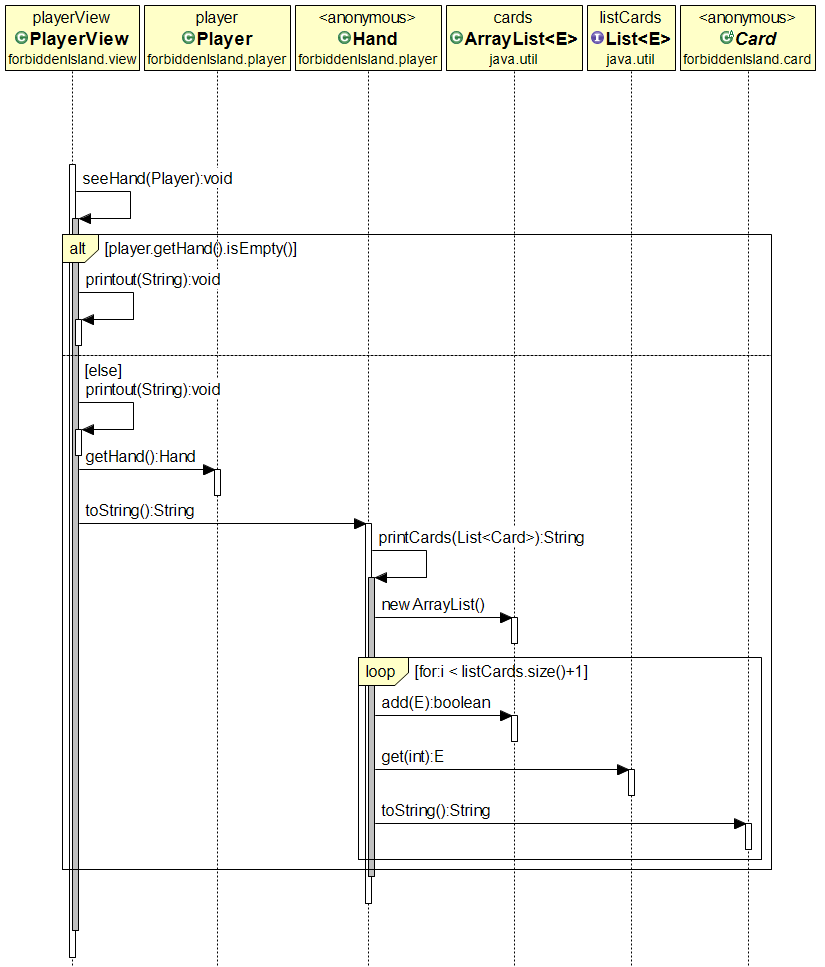 playerView
PlayerView
forbiddenIsland.view
player
Player
forbiddenIsland.player
<anonymous>
Hand
forbiddenIsland.player
cards
ArrayList<E>
java.util
listCards
List<E>
java.util
<anonymous>
Card
forbiddenIsland.card
seeHand(Player):void
alt [player.getHand().isEmpty()]
printout(String):void
[else]
printout(String):void
getHand():Hand
toString():String
printCards(List<Card>):String
new ArrayList()
loop [for:i < listCards.size()+1]
add(E):boolean
get(int):E
toString():String